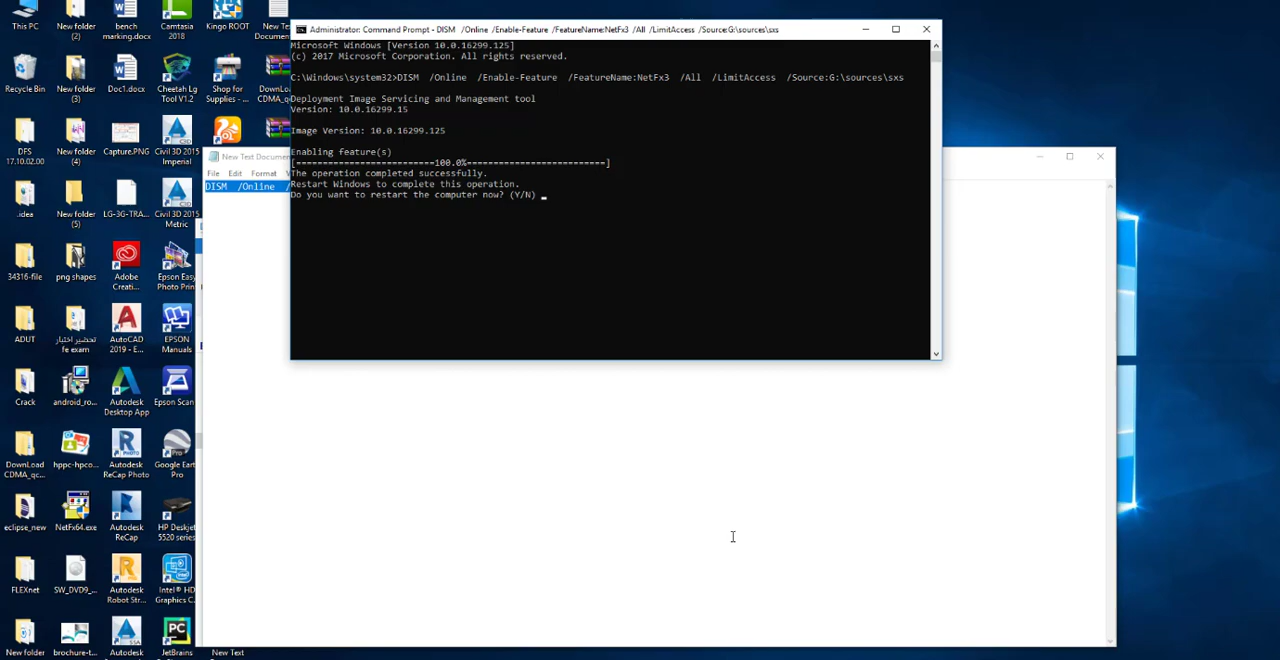 This PC
New folder
(2)
bench
marking.docx
Camtasia
2018
Kingo ROOT
Recycle Bin
New folder
(3)
Doc1.docx
Cheetah Lg
Tool V1.2
Shop for
Supplies - ...
DownLoad
DFS
17.10.02.00
New folder
(4)
Capture.PNG
Civil 3D 2015
Imperial
.idea
New folder
(5)
LG-3G-TRA...
Civil 3D 2015
Metric
34316-file
png shapes
Adobe
Creati...
Epson Easy
Photo Print
ADUT
تحضير اختبار
fe exam
AutoCAD
2019 - E...
EPSON
Manuals
Crack
android_ro...
Autodesk
Desktop App
Epson Scan
DownLoad
CDMA_qc...
hppc-hpco...
Autodesk
ReCap Photo
Google Earth
Pro
eclipse_new
NetFx64.exe
Autodesk
ReCap
HP Deskjet
5520 series
FLEXnet
SW_DVD9_...
Autodesk
Robot Str...
Intel® HD
Graphics C...
New folder
brochure-t...
Autodesk
JetBrains
New Text
Administrator: Command Prompt - DISM /Online /Enable-Feature /FeatureName:NetFx3 /All /LimitAccess /Source:G:\sources\sxs
Microsoft Windows [Version 10.0.16299.125]
(c) 2017 Microsoft Corporation. All rights reserved.
C:\Windows\system32>DISM /Online /Enable-Feature /FeatureName:NetFx3 /All /LimitAccess /Source:G:\sources\sxs
Deployment Image Servicing and Management tool
Version: 10.0.16299.15
Image Version: 10.0.16299.125
Enabling feature(s)
[==========================100.0%==========================]
The operation completed successfully.
Restart Windows to complete this operation.
Do you want to restart the computer now? (Y/N)
New Text Documen
File Edit Format
DISM /Online /